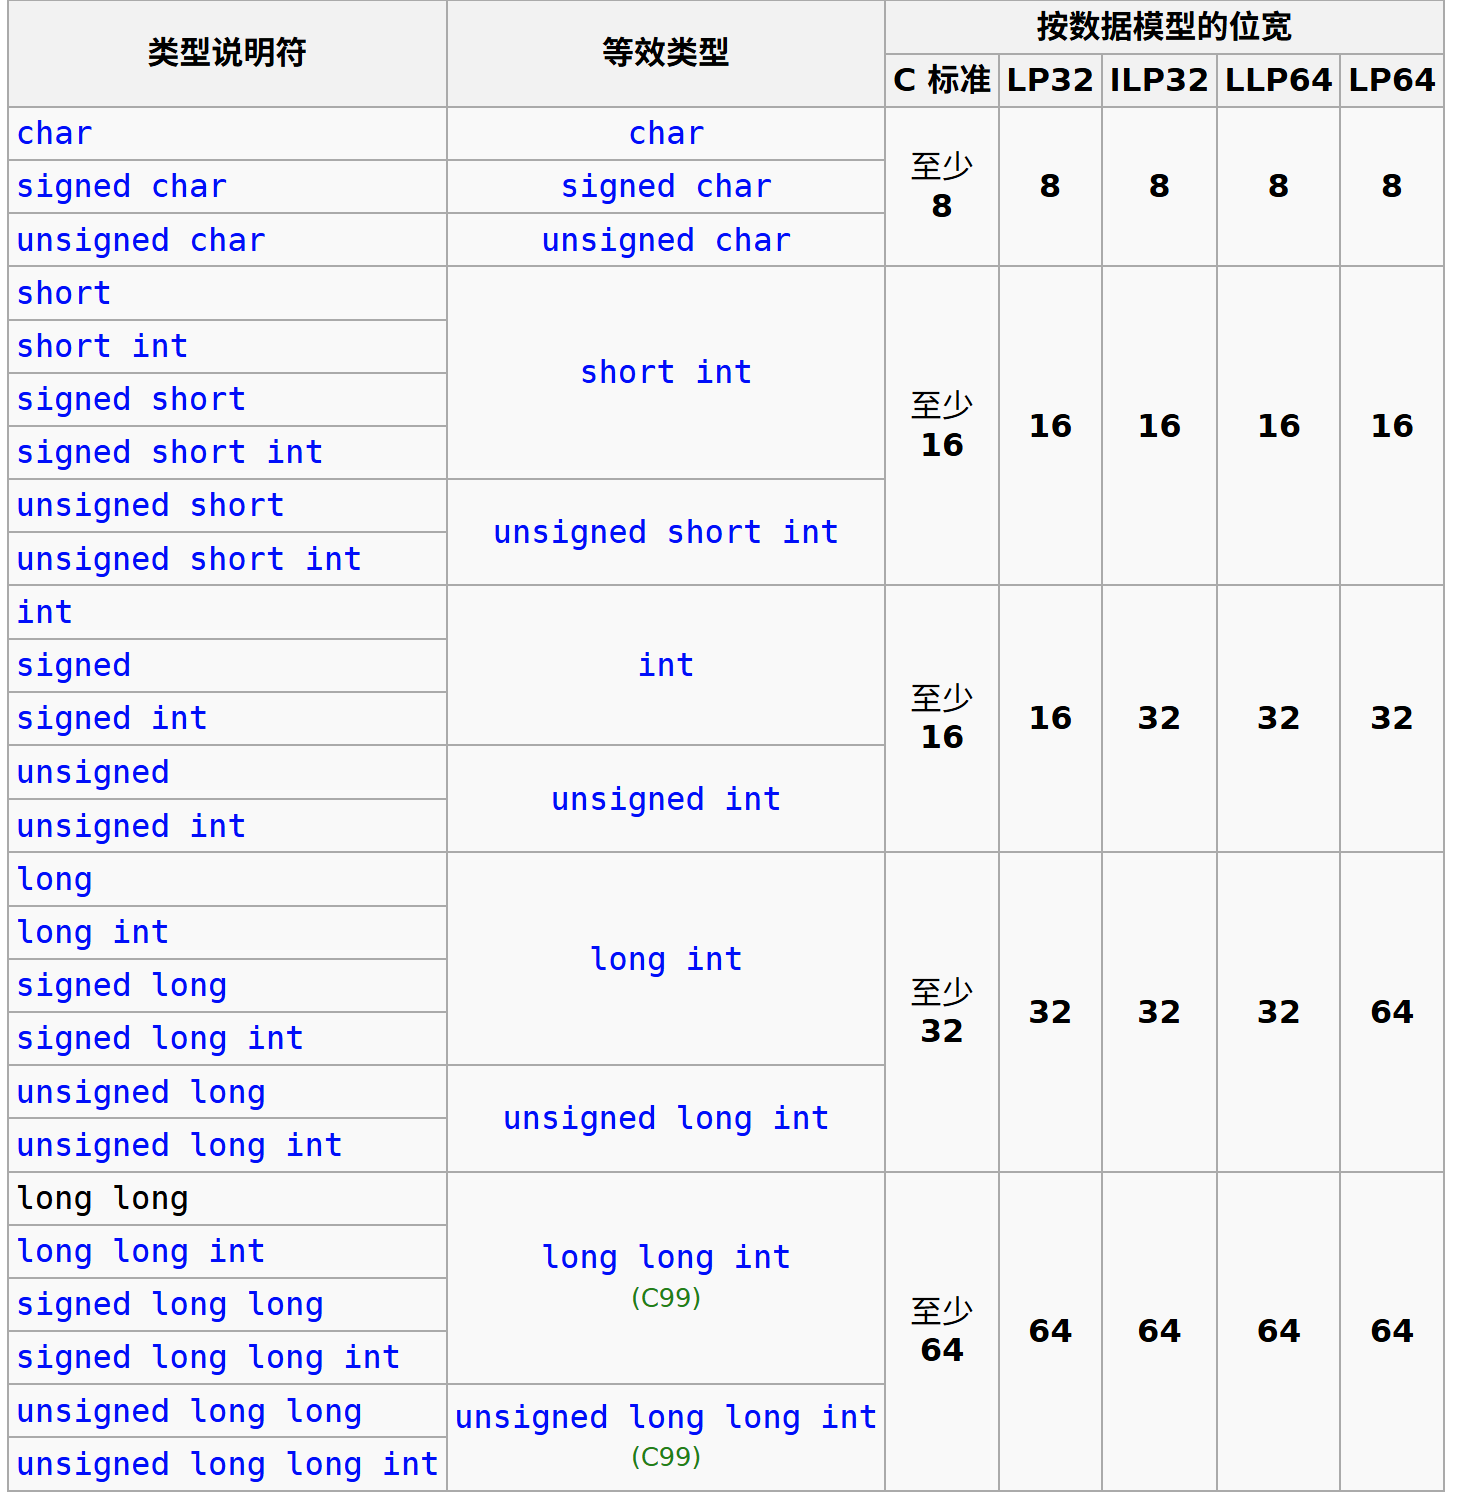 类型说明符 等效类型 按数据模型的位宽
C 标准 LP32 ILP32 LLP64 LP64
char char 至少 8 8 8 8 8
signed char signed char
unsigned char unsigned char
short short int 至少 16 16 16 16 16
short int
signed short
signed short int
unsigned short unsigned short int
unsigned short int
int int 至少 16 16 32 32 32
signed
signed int
unsigned unsigned int
unsigned int
long long int 至少 32 32 32 32 64
long int
signed long
signed long int
unsigned long unsigned long int
unsigned long int
long long long long int (C99) 至少 64 64 64 64 64
long long int
signed long long
signed long long int
unsigned long long unsigned long long int (C99)
unsigned long long int